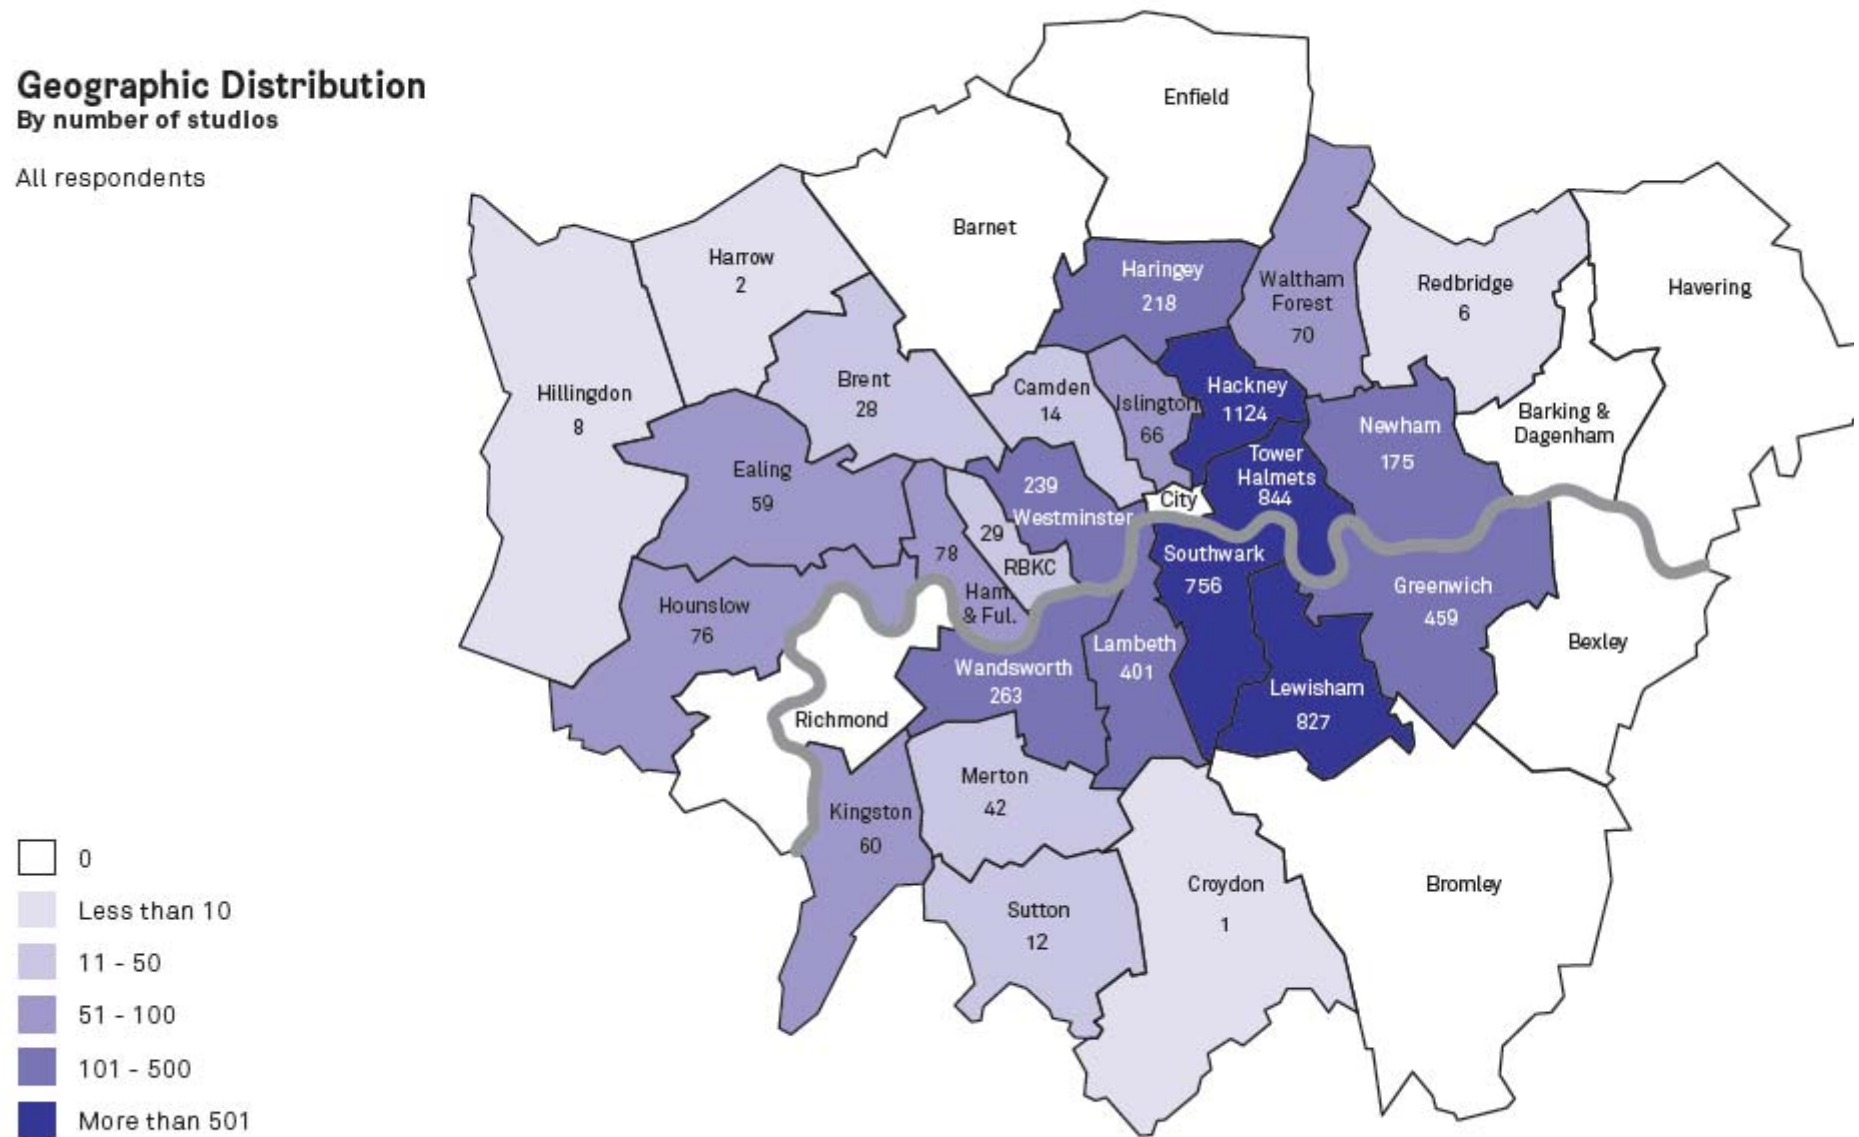 Geographic Distribution
By number of studios
All respondents
Enfield
Barnet
Harrow
2
Haringey
218
Waltham
Forest
70
Redbridge
6
Havering
Hillingdon
8
Brent
28
Camden
14
Islington
66
Hackney
1124
Newham
175
Barking &
Dagenham
Ealing
59
239
Westminster
City
Tower
Halmets
844
29
RBKC
78
Ham.
& Ful.
Southwark
756
Greenwich
459
Hounslow
76
Bexley
Wandsworth
263
Lambeth
401
Lewisham
827
Richmond
Merton
42
Kingston
60
Sutton
12
Croydon
1
Bromley
0
Less than 10
11 - 50
51 - 100
101 - 500
More than 501